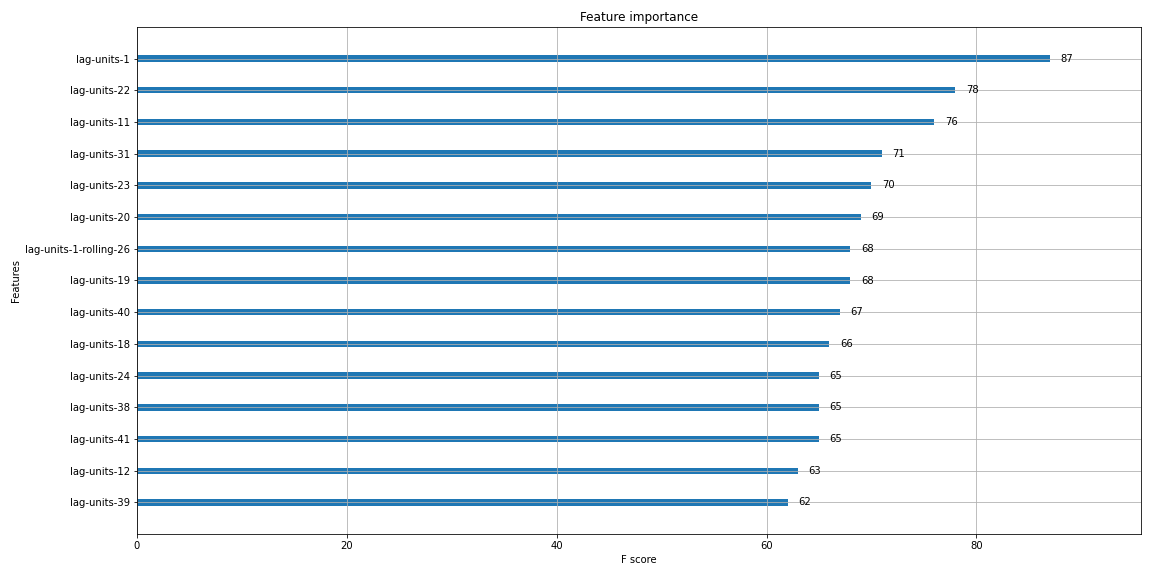 Feature importance
lag-units-1 87
lag-units-22 78
lag-units-11 76
lag-units-31 71
lag-units-23 70
lag-units-20 69
lag-units-1-rolling-26 68
lag-units-19 68
lag-units-40 67
lag-units-18 66
lag-units-24 65
lag-units-38 65
lag-units-41 65
lag-units-12 63
lag-units-39 62
Features
0 20 40 60 80
F score